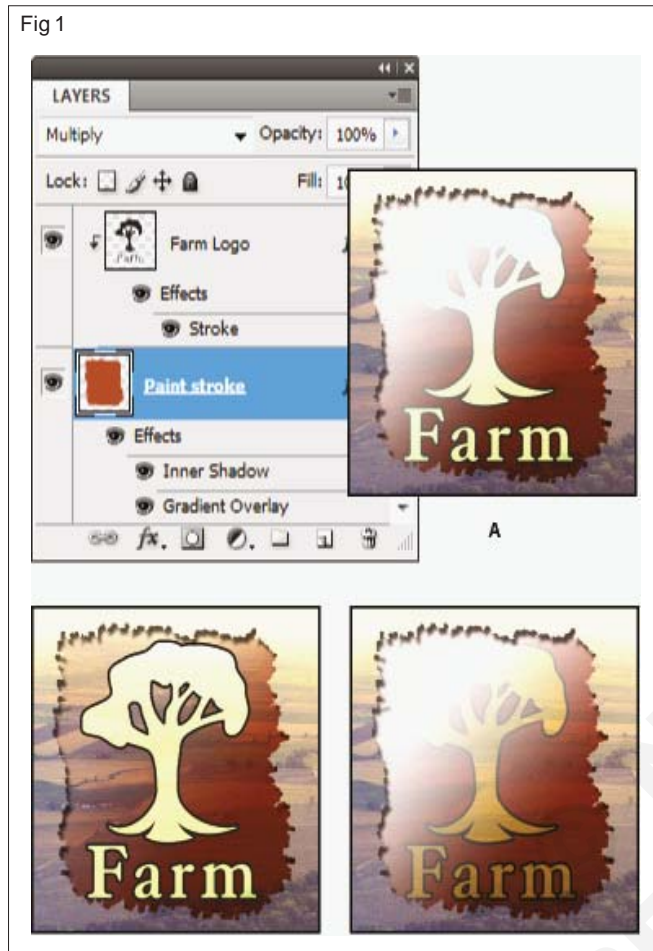 Fig 1
LAYERS
Multiply Opacity: 100%
Lock: Fill:
Farm Logo
Effects
Stroke
Paint stroke
Effects
Inner Shadow
Gradient Overlay
fx.
Farm
A
Farm
Farm